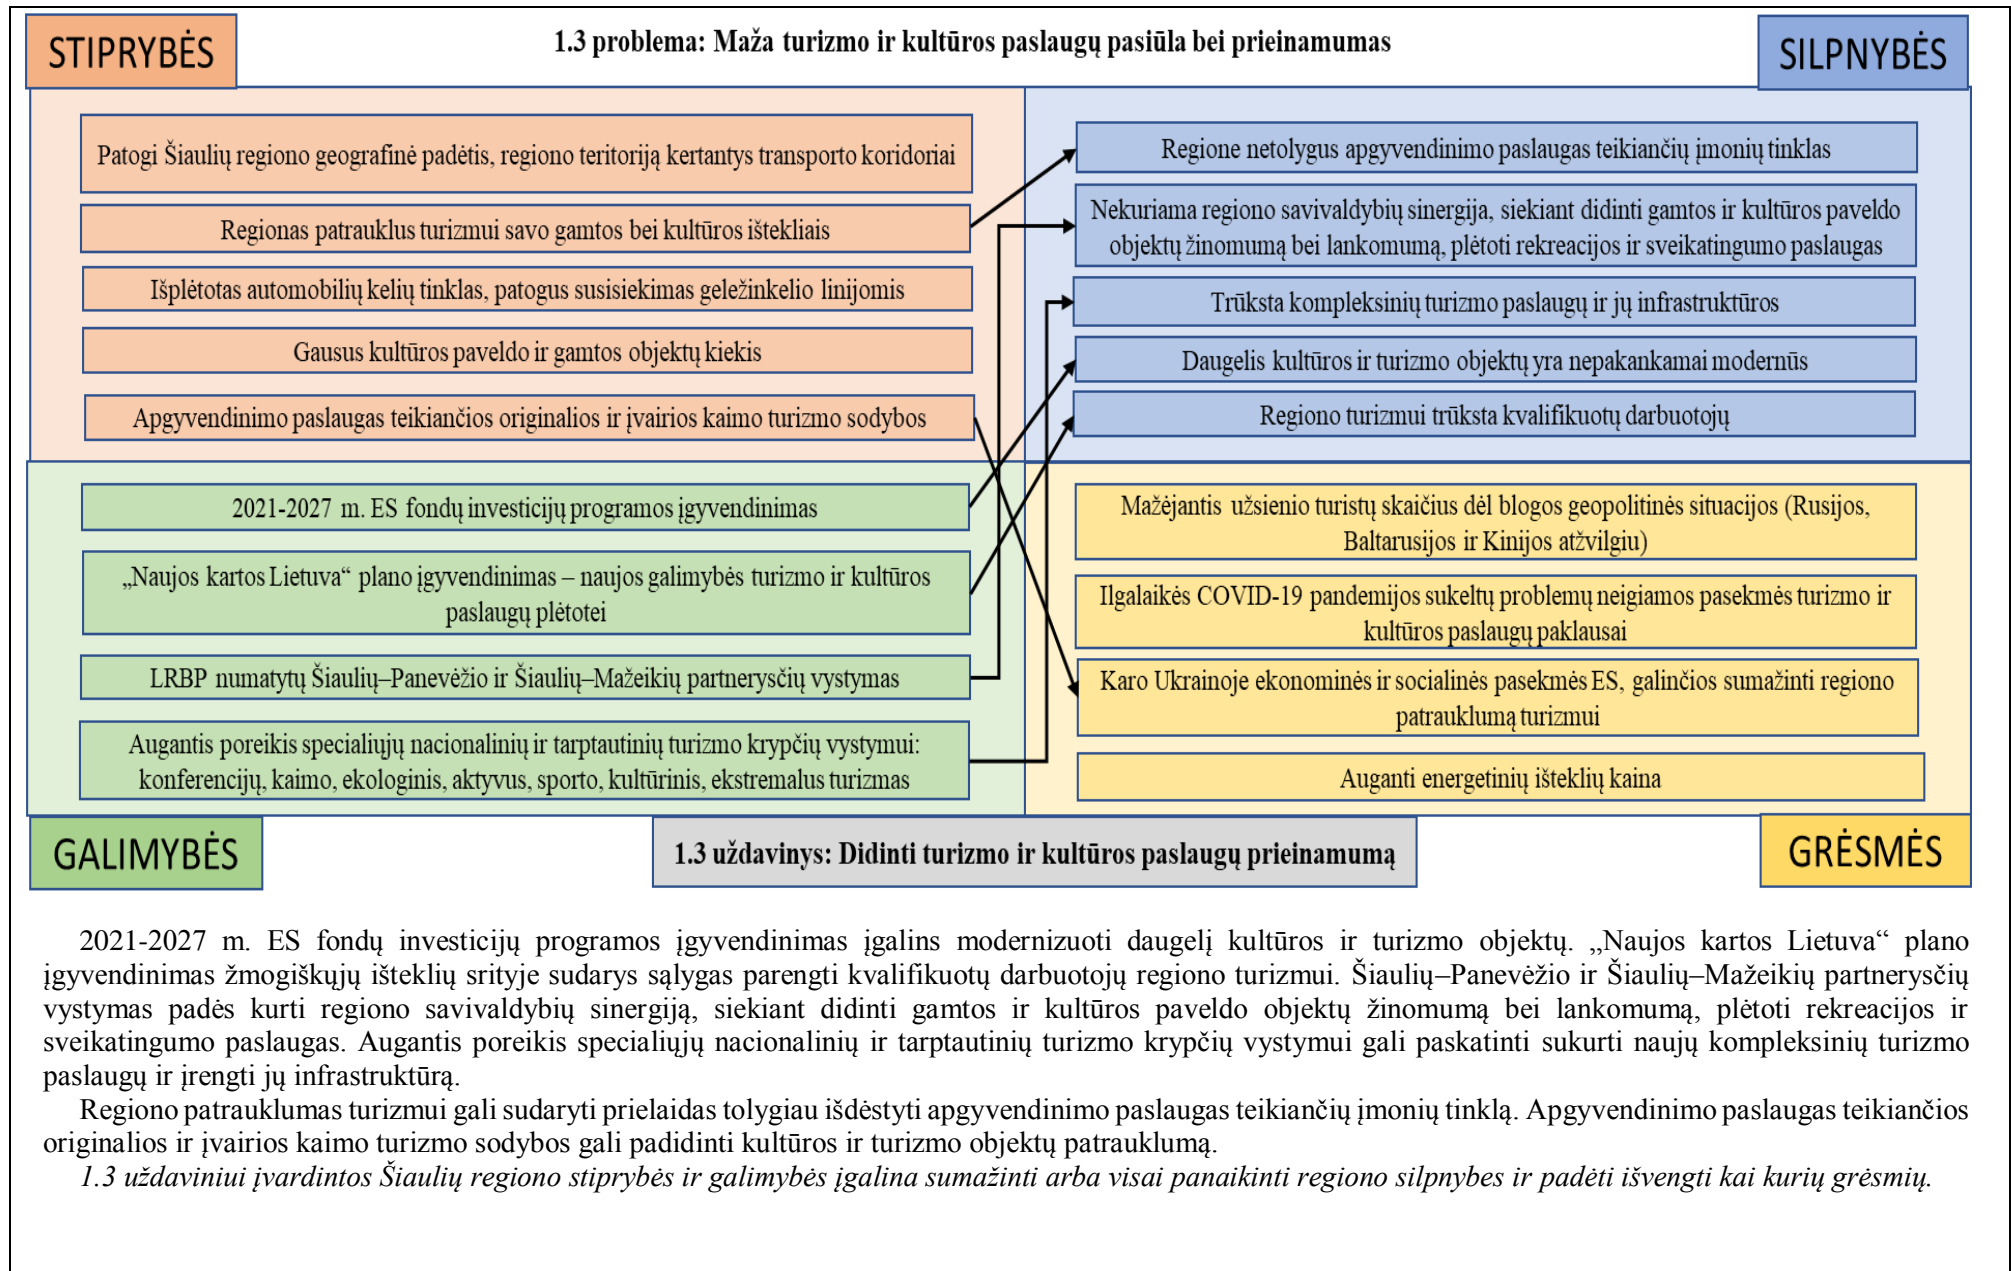 STIPRYBĖS
1.3 problema: Maža turizmo ir kultūros paslaugų pasiūla bei prieinamumas
SILPNYBĖS
Patogi Šiaulių regiono geografinė padėtis, regiono teritoriją kertantys transporto koridoriai
Regionas patrauklus turizmui savo gamtos bei kultūros ištekliais
Išplėtotas automobilių kelių tinklas, patogus susisiekimas geležinkelio linijomis
Gausus kultūros paveldo ir gamtos objektų kiekis
Apgyvendinimo paslaugas teikiančios originalios ir įvairios kaimo turizmo sodybos
Regione netolygus apgyvendinimo paslaugas teikiančių įmonių tinklas
Nekuriama regiono savivaldybių sinergija, siekiant didinti gamtos ir kultūros paveldo
objektų žinomumą bei lankomumą, plėtoti rekreacijos ir sveikatingumo paslaugas
Trūksta kompleksinių turizmo paslaugų ir jų infrastruktūros
Daugelis kultūros ir turizmo objektų yra nepakankamai modernūs
Regiono turizmui trūksta kvalifikuotų darbuotojų
2021-2027 m. ES fondų investicijų programos įgyvendinimas
„Naujos kartos Lietuva“ plano įgyvendinimas – naujos galimybės turizmo ir kultūros
paslaugų plėtotei
LRBP numatytų Šiaulių–Panevėžio ir Šiaulių–Mažeikių partnerysčių vystymas
Augantis poreikis specialiųjų nacionalinių ir tarptautinių turizmo krypčių vystymui:
konferencijų, kaimo, ekologinis, aktyvus, sporto, kultūrinis, ekstremalus turizmas
Mažėjantis užsienio turistų skaičius dėl blogos geopolitinės situacijos (Rusijos,
Baltarusijos ir Kinijos atžvilgiu)
Ilgalaikės COVID-19 pandemijos sukeltų problemų neigiamos pasekmės turizmo ir
kultūros paslaugų paklausai
Karo Ukrainoje ekonominės ir socialinės pasekmės ES, galinčios sumažinti regiono
patrauklumą turizmui
Auganti energetinių išteklių kaina
GALIMYBĖS
1.3 uždavinys: Didinti turizmo ir kultūros paslaugų prieinamumą
GRĖSMĖS
2021-2027 m. ES fondų investicijų programos įgyvendinimas įgalins modernizuoti daugelį kultūros ir turizmo objektų. „Naujos kartos Lietuva“ plano
įgyvendinimas žmogiškųjų išteklių srityje sudarys sąlygas parengti kvalifikuotų darbuotojų regiono turizmui. Šiaulių–Panevėžio ir Šiaulių–Mažeikių partnerysčių
vystymas padės kurti regiono savivaldybių sinergiją, siekiant didinti gamtos ir kultūros paveldo objektų žinomumą bei lankomumą, plėtoti rekreacijos ir
sveikatingumo paslaugas. Augantis poreikis specialiųjų nacionalinių ir tarptautinių turizmo krypčių vystymui gali paskatinti sukurti naujų kompleksinių turizmo
paslaugų ir įrengti jų infrastruktūrą.
Regiono patrauklumas turizmui gali sudaryti prielaidas tolygiau išdėstyti apgyvendinimo paslaugas teikiančių įmonių tinklą. Apgyvendinimo paslaugas teikiančios
originalios ir įvairios kaimo turizmo sodybos gali padidinti kultūros ir turizmo objektų patrauklumą.
1.3 uždaviniui įvardintos Šiaulių regiono stiprybės ir galimybės įgalina sumažinti arba visai panaikinti regiono silpnybes ir padėti išvengti kai kurių grėsmių.